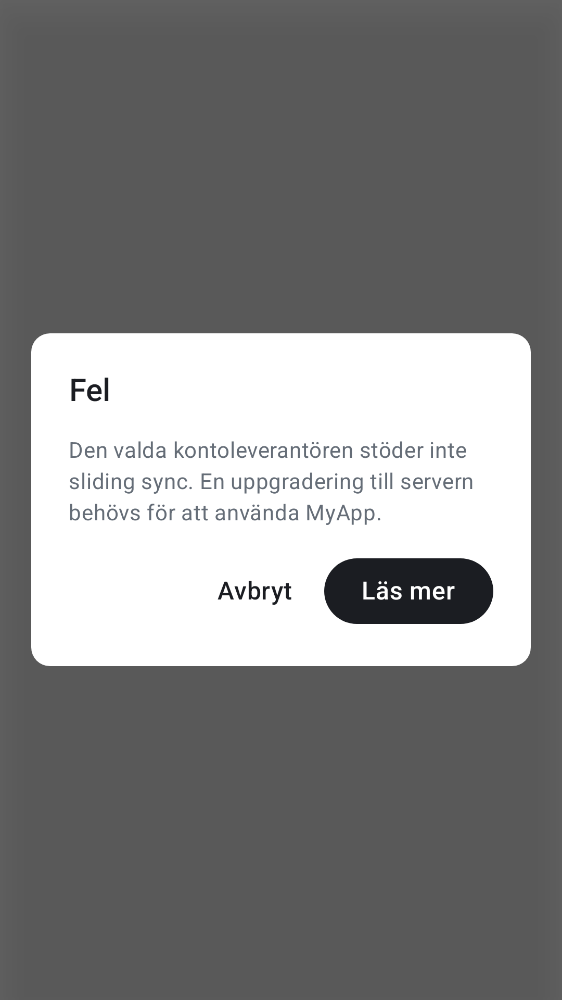 Fel
Den valda kontoleverantören stöder inte
sliding sync. En uppgradering till servern
behövs för att använda MyApp.
Avbryt
Läs mer